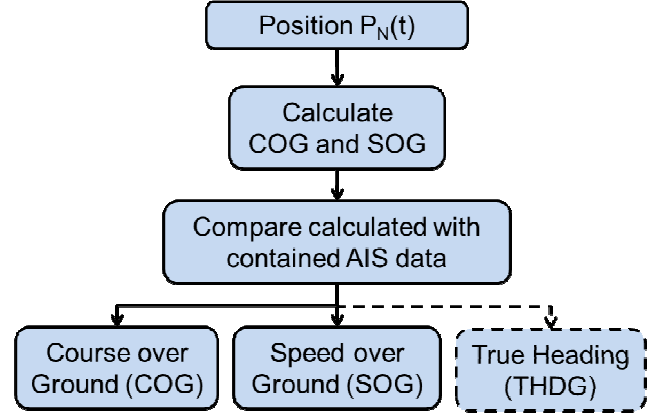 Position P_N(t)
Calculate
COG and SOG
Compare calculated with
contained AIS data
Course over
Ground (COG)
Speed over
Ground (SOG)
True Heading
(THDG)